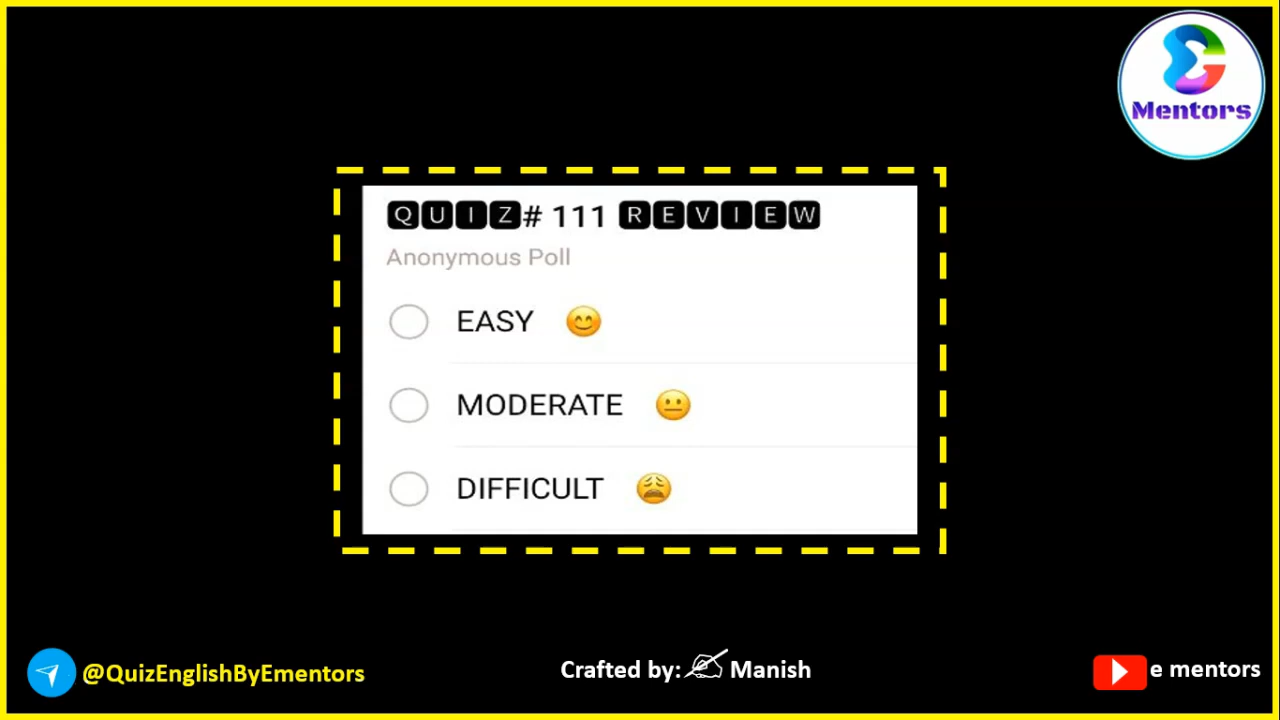 Mentors
QUIZ# 111 REVIEW
Anonymous Poll
EASY 😊
MODERATE 😐
DIFFICULT 😩
@QuizEnglishByEmentors
Crafted by:✍ Manish
e mentors